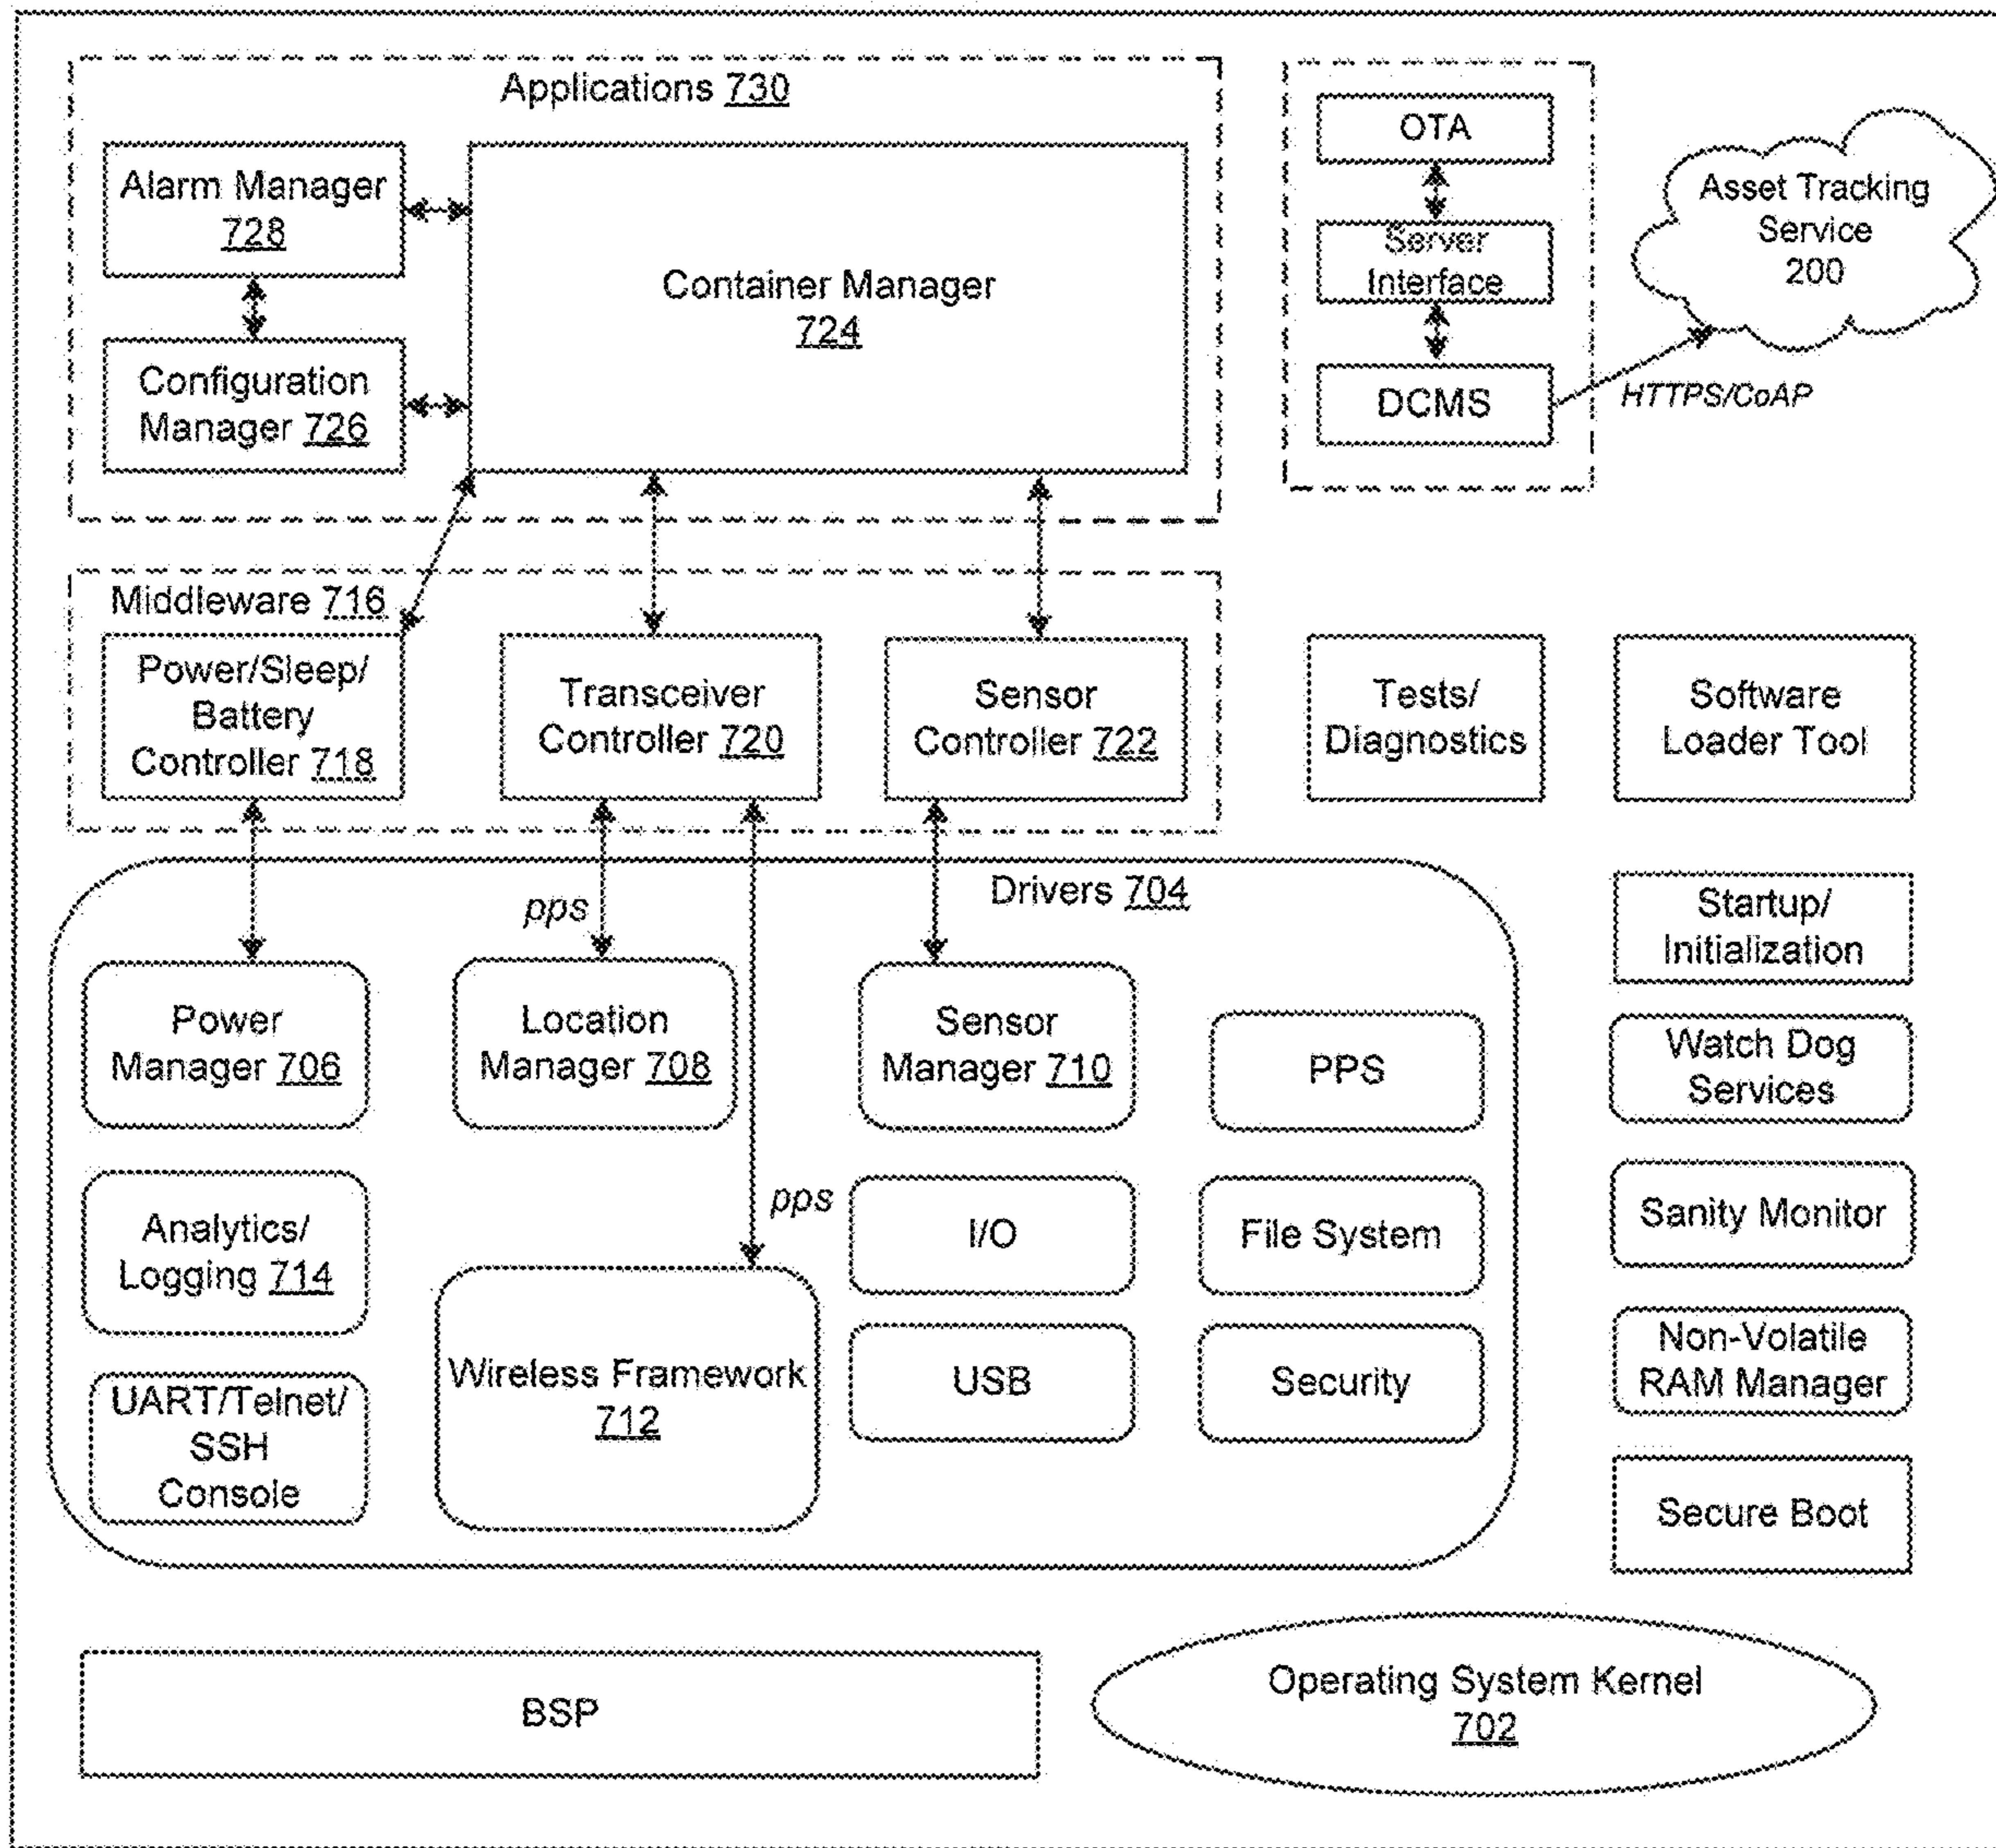 Applications 730
Alarm Manager
728
Configuration
Manager 726
Container Manager
724
OTA
Server
Interface
DCMS
HTTPS/CoAP
Asset Tracking
Service
200
Middleware 716
Power/Sleep/
Battery
Controller 718
Transceiver
Controller 720
Sensor
Controller 722
Tests/
Diagnostics
Software
Loader Tool
Drivers 704
pps
Power
Manager 706
Location
Manager 708
Sensor
Manager 710
PPS
Analytics/
Logging 714
pps
I/O
File System
UART/Telnet/
SSH
Console
Wireless Framework
712
USB
Security
Startup/
Initialization
Watch Dog
Services
Sanity Monitor
Non-Volatile
RAM Manager
Secure Boot
BSP
Operating System Kernel
702